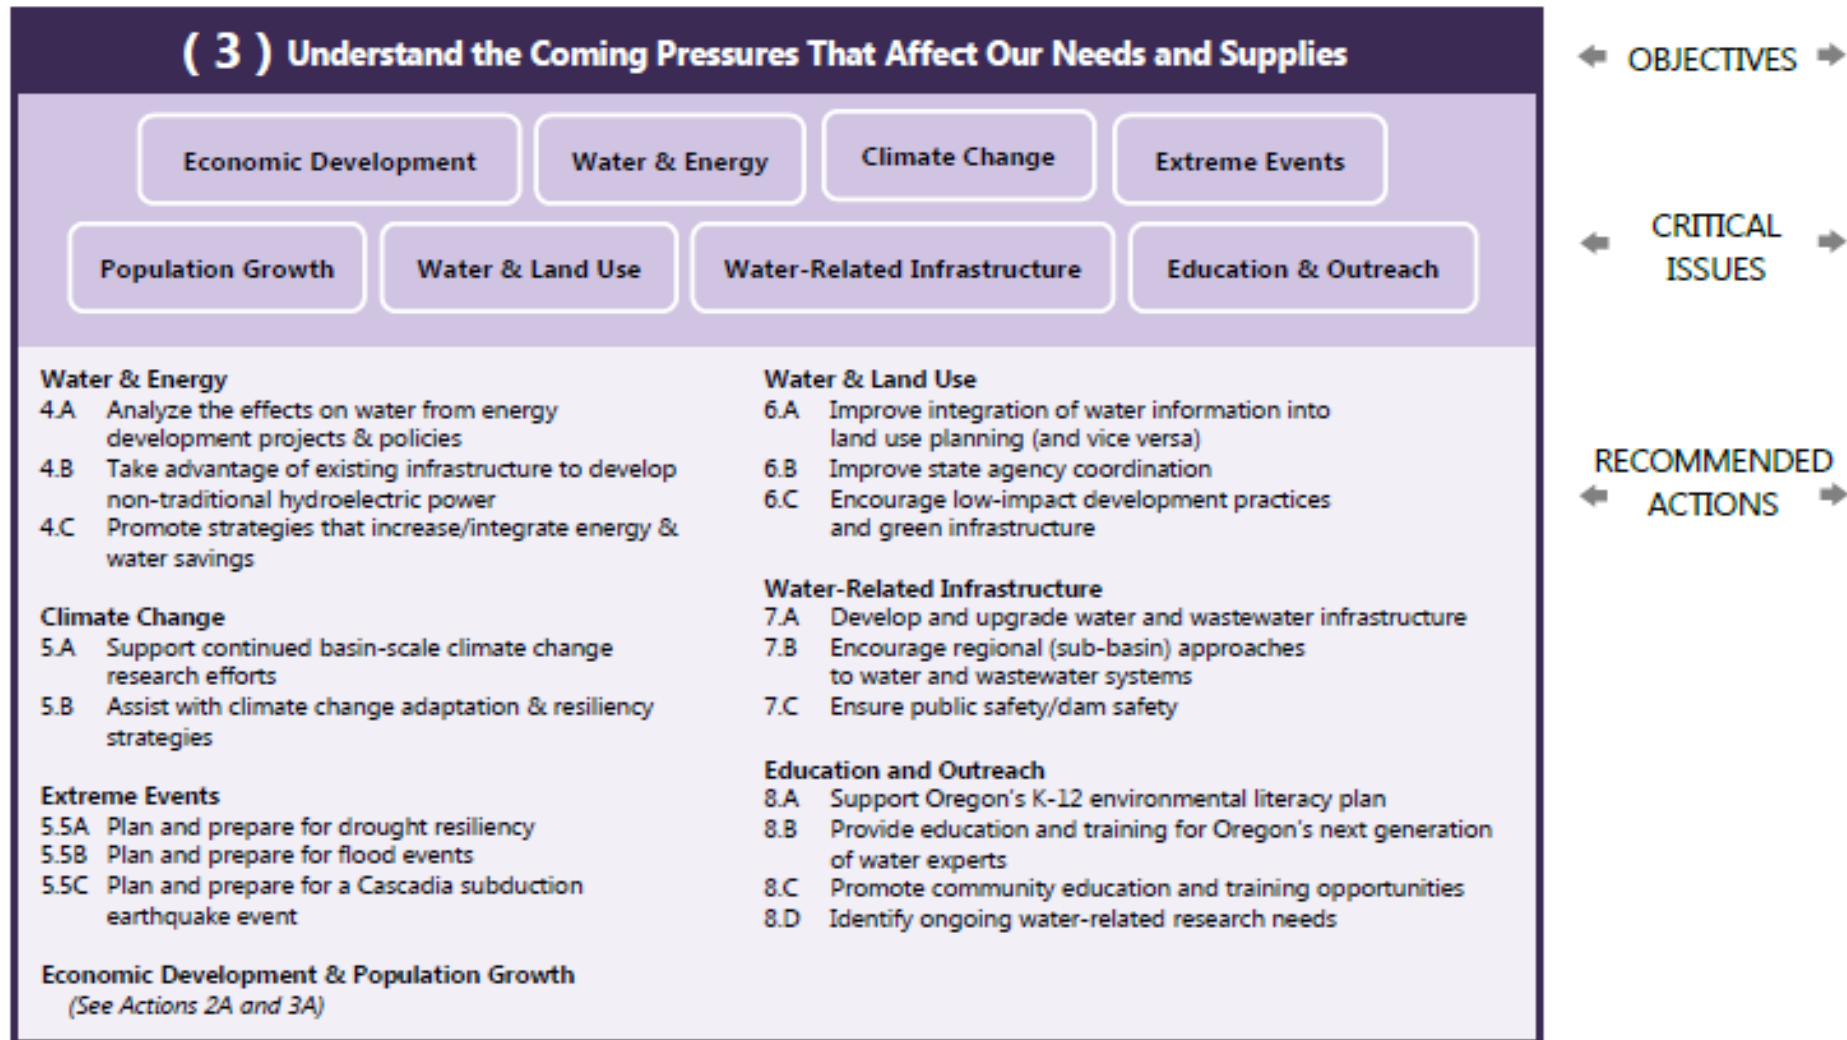 ( 3 ) Understand the Coming Pressures That Affect Our Needs and Supplies
OBJECTIVES
Economic Development
Water & Energy
Climate Change
Extreme Events
CRITICAL
ISSUES
Population Growth
Water & Land Use
Water-Related Infrastructure
Education & Outreach
Water & Energy
4.A Analyze the effects on water from energy
development projects & policies
4.B Take advantage of existing infrastructure to develop
non-traditional hydroelectric power
4.C Promote strategies that increase/integrate energy &
water savings
Climate Change
5.A Support continued basin-scale climate change
research efforts
5.B Assist with climate change adaptation & resiliency
strategies
Extreme Events
5.5A Plan and prepare for drought resiliency
5.5B Plan and prepare for flood events
5.5C Plan and prepare for a Cascadia subduction
earthquake event
Economic Development & Population Growth
(See Actions 2A and 3A)
Water & Land Use
6.A Improve integration of water information into
land use planning (and vice versa)
6.B Improve state agency coordination
6.C Encourage low-impact development practices
and green infrastructure
Water-Related Infrastructure
7.A Develop and upgrade water and wastewater infrastructure
7.B Encourage regional (sub-basin) approaches
to water and wastewater systems
7.C Ensure public safety/dam safety
Education and Outreach
8.A Support Oregon's K-12 environmental literacy plan
8.B Provide education and training for Oregon's next generation
of water experts
8.C Promote community education and training opportunities
8.D Identify ongoing water-related research needs
RECOMMENDED
ACTIONS